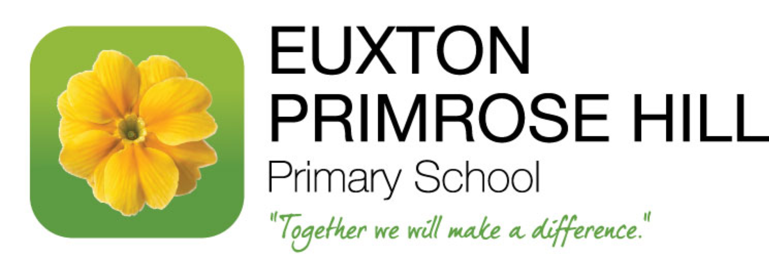 EUXTON
PRIMROSE HILL
Primary School
"Together we will make a difference."